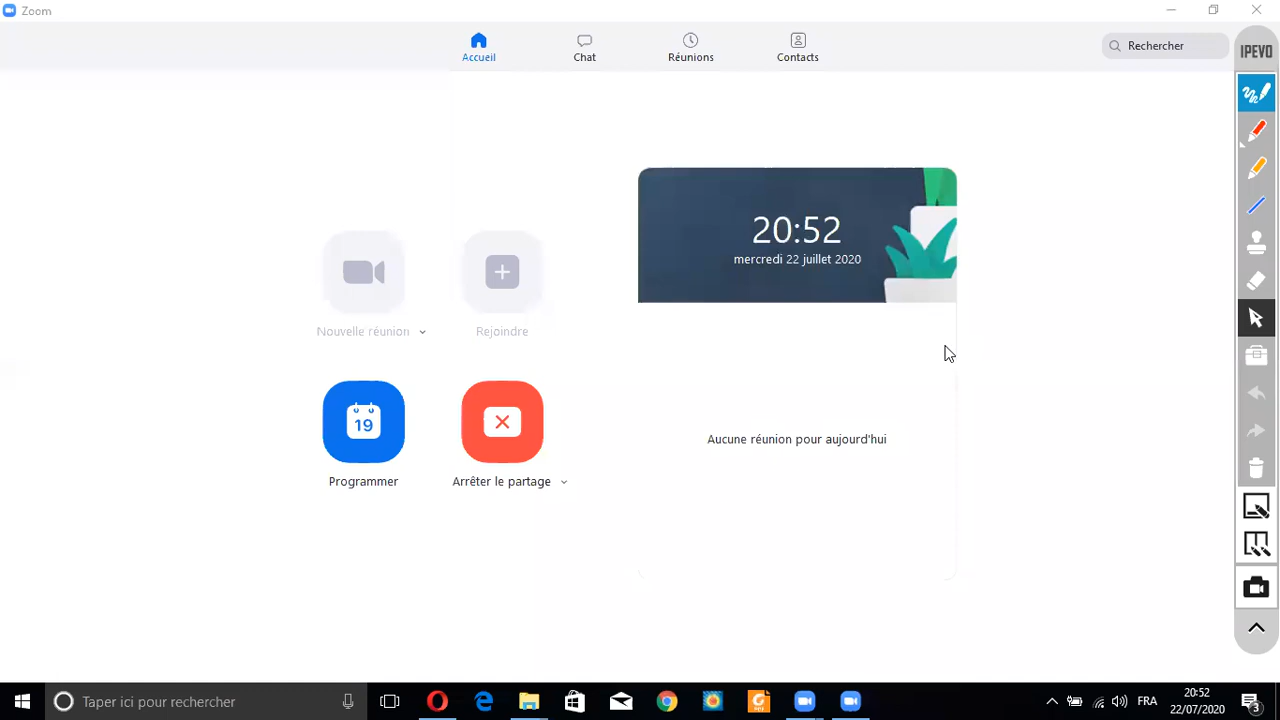 Zoom
Accueil
Chat
Réunions
Contacts
Rechercher
IPEVO
20:52
mercredi 22 juillet 2020
Nouvelle réunion
Rejoindre
19
Programmer
Arrêter le partage
Aucune réunion pour aujourd'hui
Taper ici pour rechercher
FRA
20:52
22/07/2020
3